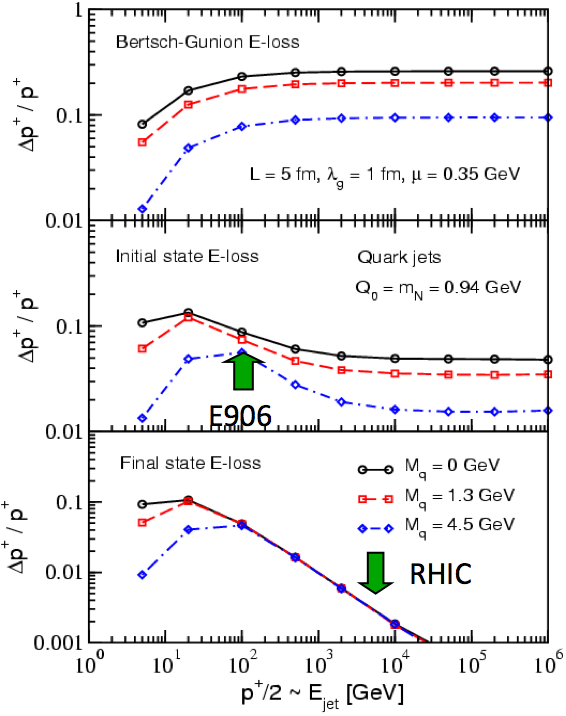 1
Bertsch-Gunion E-loss
Δp⁺ / p⁺
0.1
L = 5 fm, λg = 1 fm, μ = 0.35 GeV
0.01
Initial state E-loss
Quark jets
Q₀ = mN = 0.94 GeV
Δp⁺ / p⁺
0.1
E906
0.01
Final state E-loss
Mq = 0 GeV
Mq = 1.3 GeV
Mq = 4.5 GeV
Δp⁺ / p⁺
0.1
0.01
RHIC
0.001
10⁰ 10¹ 10² 10³ 10⁴ 10⁵ 10⁶
p⁺/2 ~ Ejet [GeV]